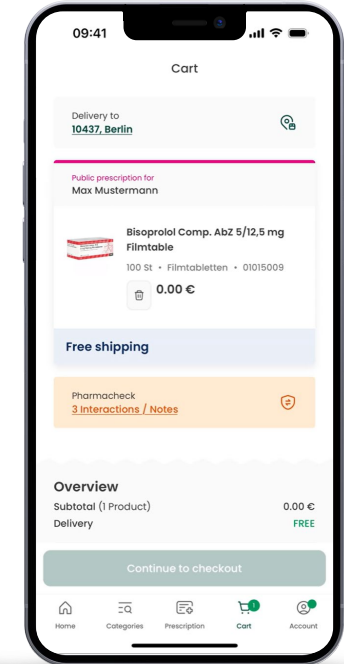 09:41
Cart
Delivery to
10437, Berlin
Public prescription for
Max Mustermann
Bisoprolol Comp. AbZ 5/12,5 mg
Filmtable
100 St • Filmtabletten • 01015009
0.00 €
Free shipping
Pharmacheck
3 Interactions / Notes
Overview
Subtotal (1 Product) 0.00 €
Delivery FREE
Continue to checkout
1
Home Categories Prescription Cart Account